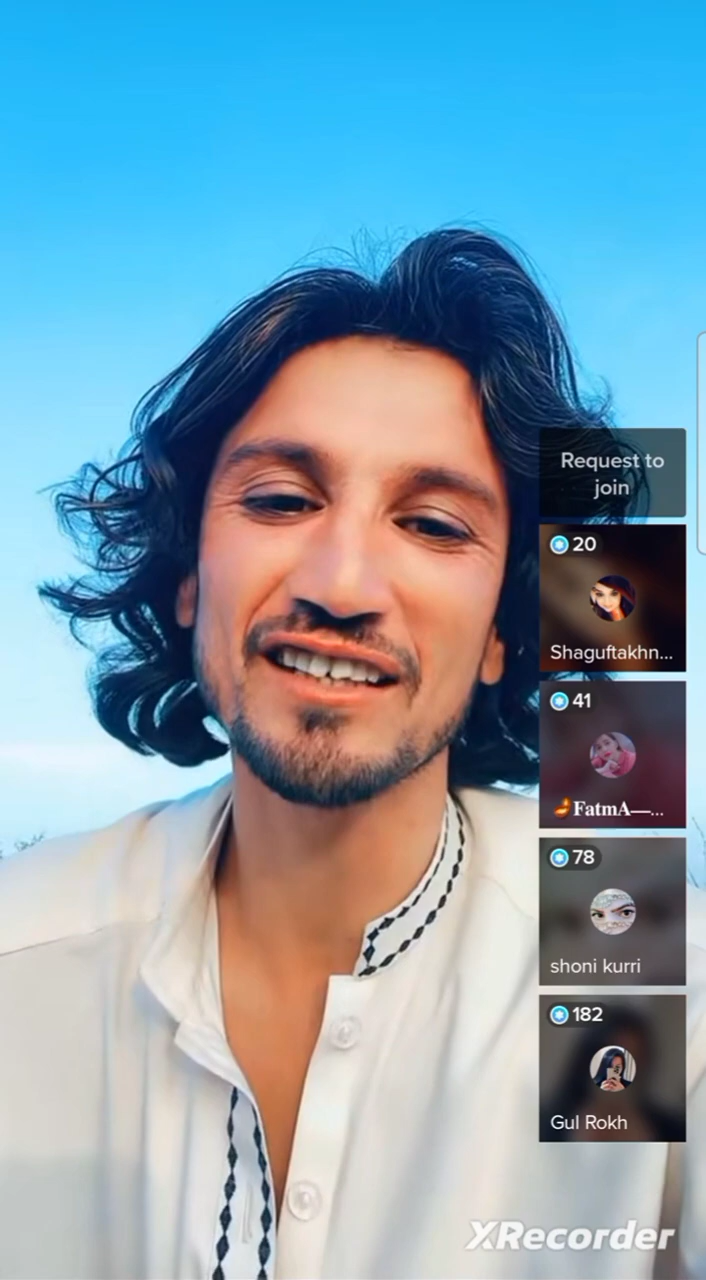 Request to
join
20
Shaguftakhn...
41
🪔FatmA—...
78
shoni kurri
182
Gul Rokh
XRecorder